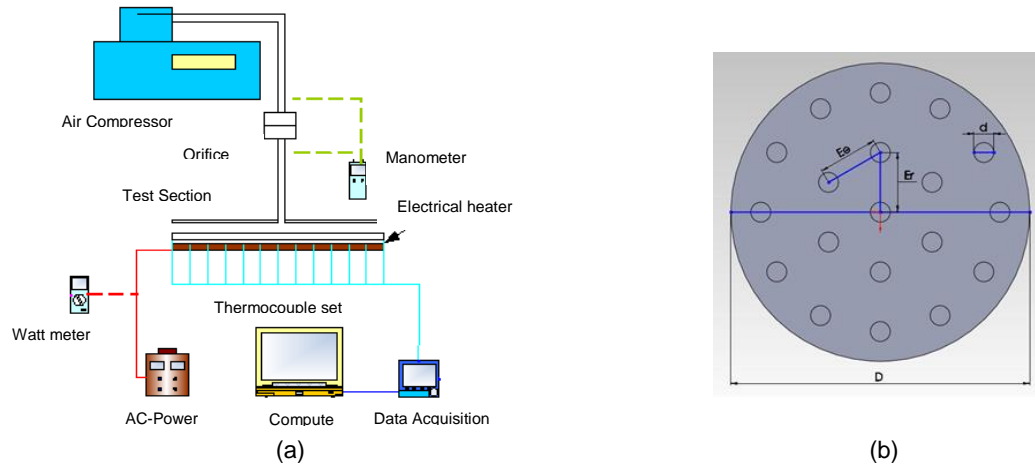 Air Compressor
Orifice
Manometer
Test Section
Electrical heater
Thermocouple set
Watt meter
AC-Power
Compute
Data Acquisition
(a)
d
Eθ
Er
D
(b)